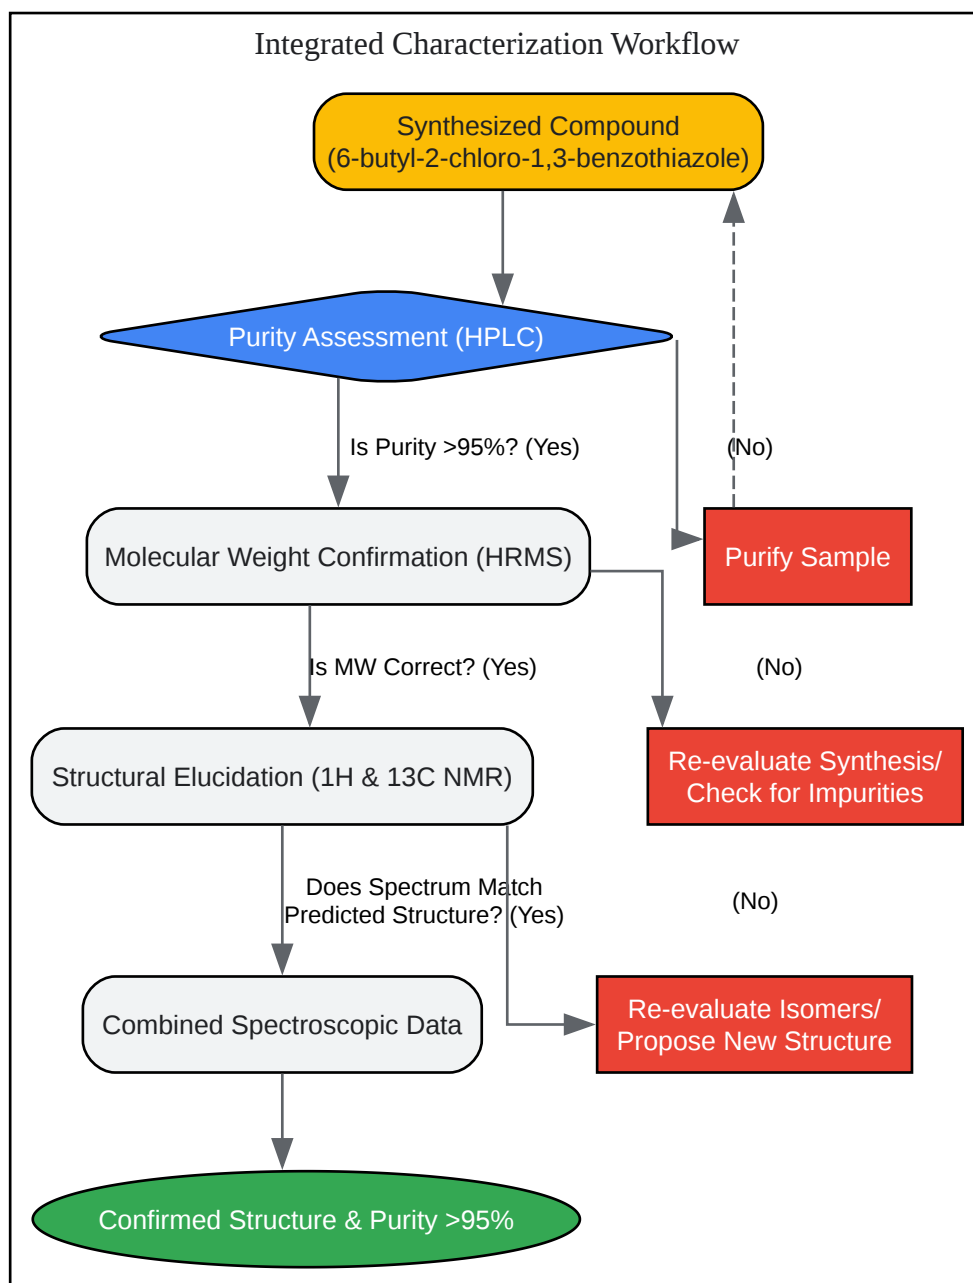 Integrated Characterization Workflow
Synthesized Compound
(6-butyl-2-chloro-1,3-benzothiazole)
Purity Assessment (HPLC)
Is Purity >95%? (Yes)
(No)
Molecular Weight Confirmation (HRMS)
Purify Sample
Is MW Correct? (Yes)
(No)
Structural Elucidation (1H & 13C NMR)
Re-evaluate Synthesis/
Check for Impurities
Does Spectrum Match
Predicted Structure? (Yes)
(No)
Combined Spectroscopic Data
Re-evaluate Isomers/
Propose New Structure
Confirmed Structure & Purity >95%